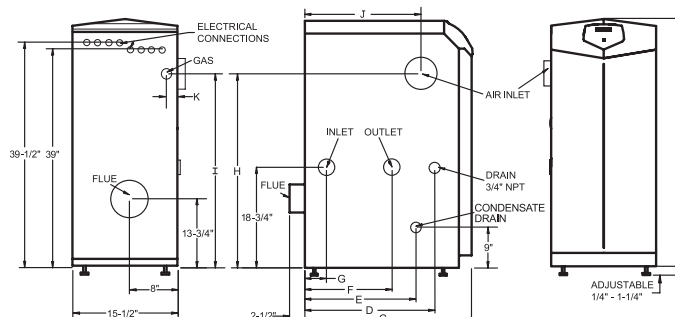 J
ELECTRICAL
CONNECTIONS
GAS
K
AIR INLET
39-1/2"
39"
I
H
INLET
OUTLET
DRAIN
3/4" NPT
FLUE
FLUE
18-3/4"
13-3/4"
CONDENSATE
DRAIN
9"
G
F
E
D
8"
15-1/2"
2-1/2"
ADJUSTABLE
1/4" - 1-1/4"